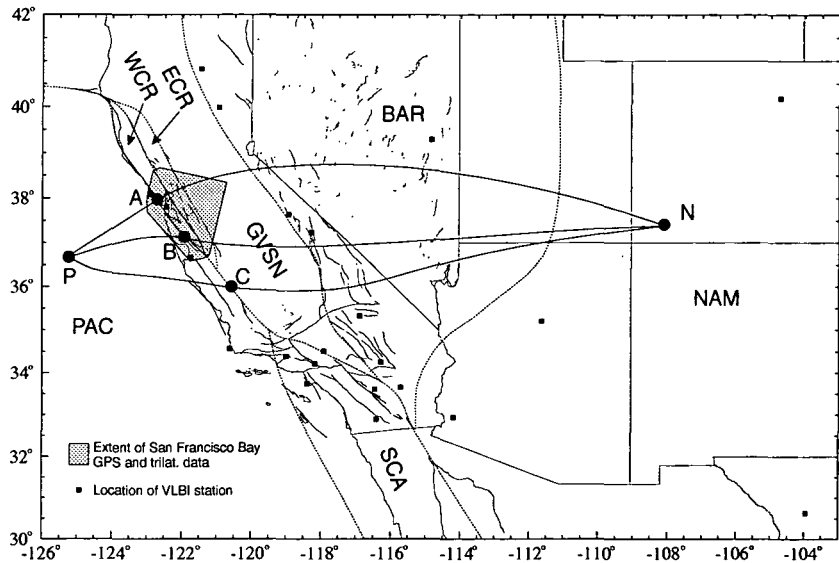 42°
40°
38°
36°
34°
32°
30°
WCR
ECR
BAR
A
B
C
P
N
GVSN
PAC
NAM
SCA
Extent of San Francisco Bay
GPS and trilat. data
Location of VLBI station
-126° -124° -122° -120° -118° -116° -114° -112° -110° -108° -106° -104°